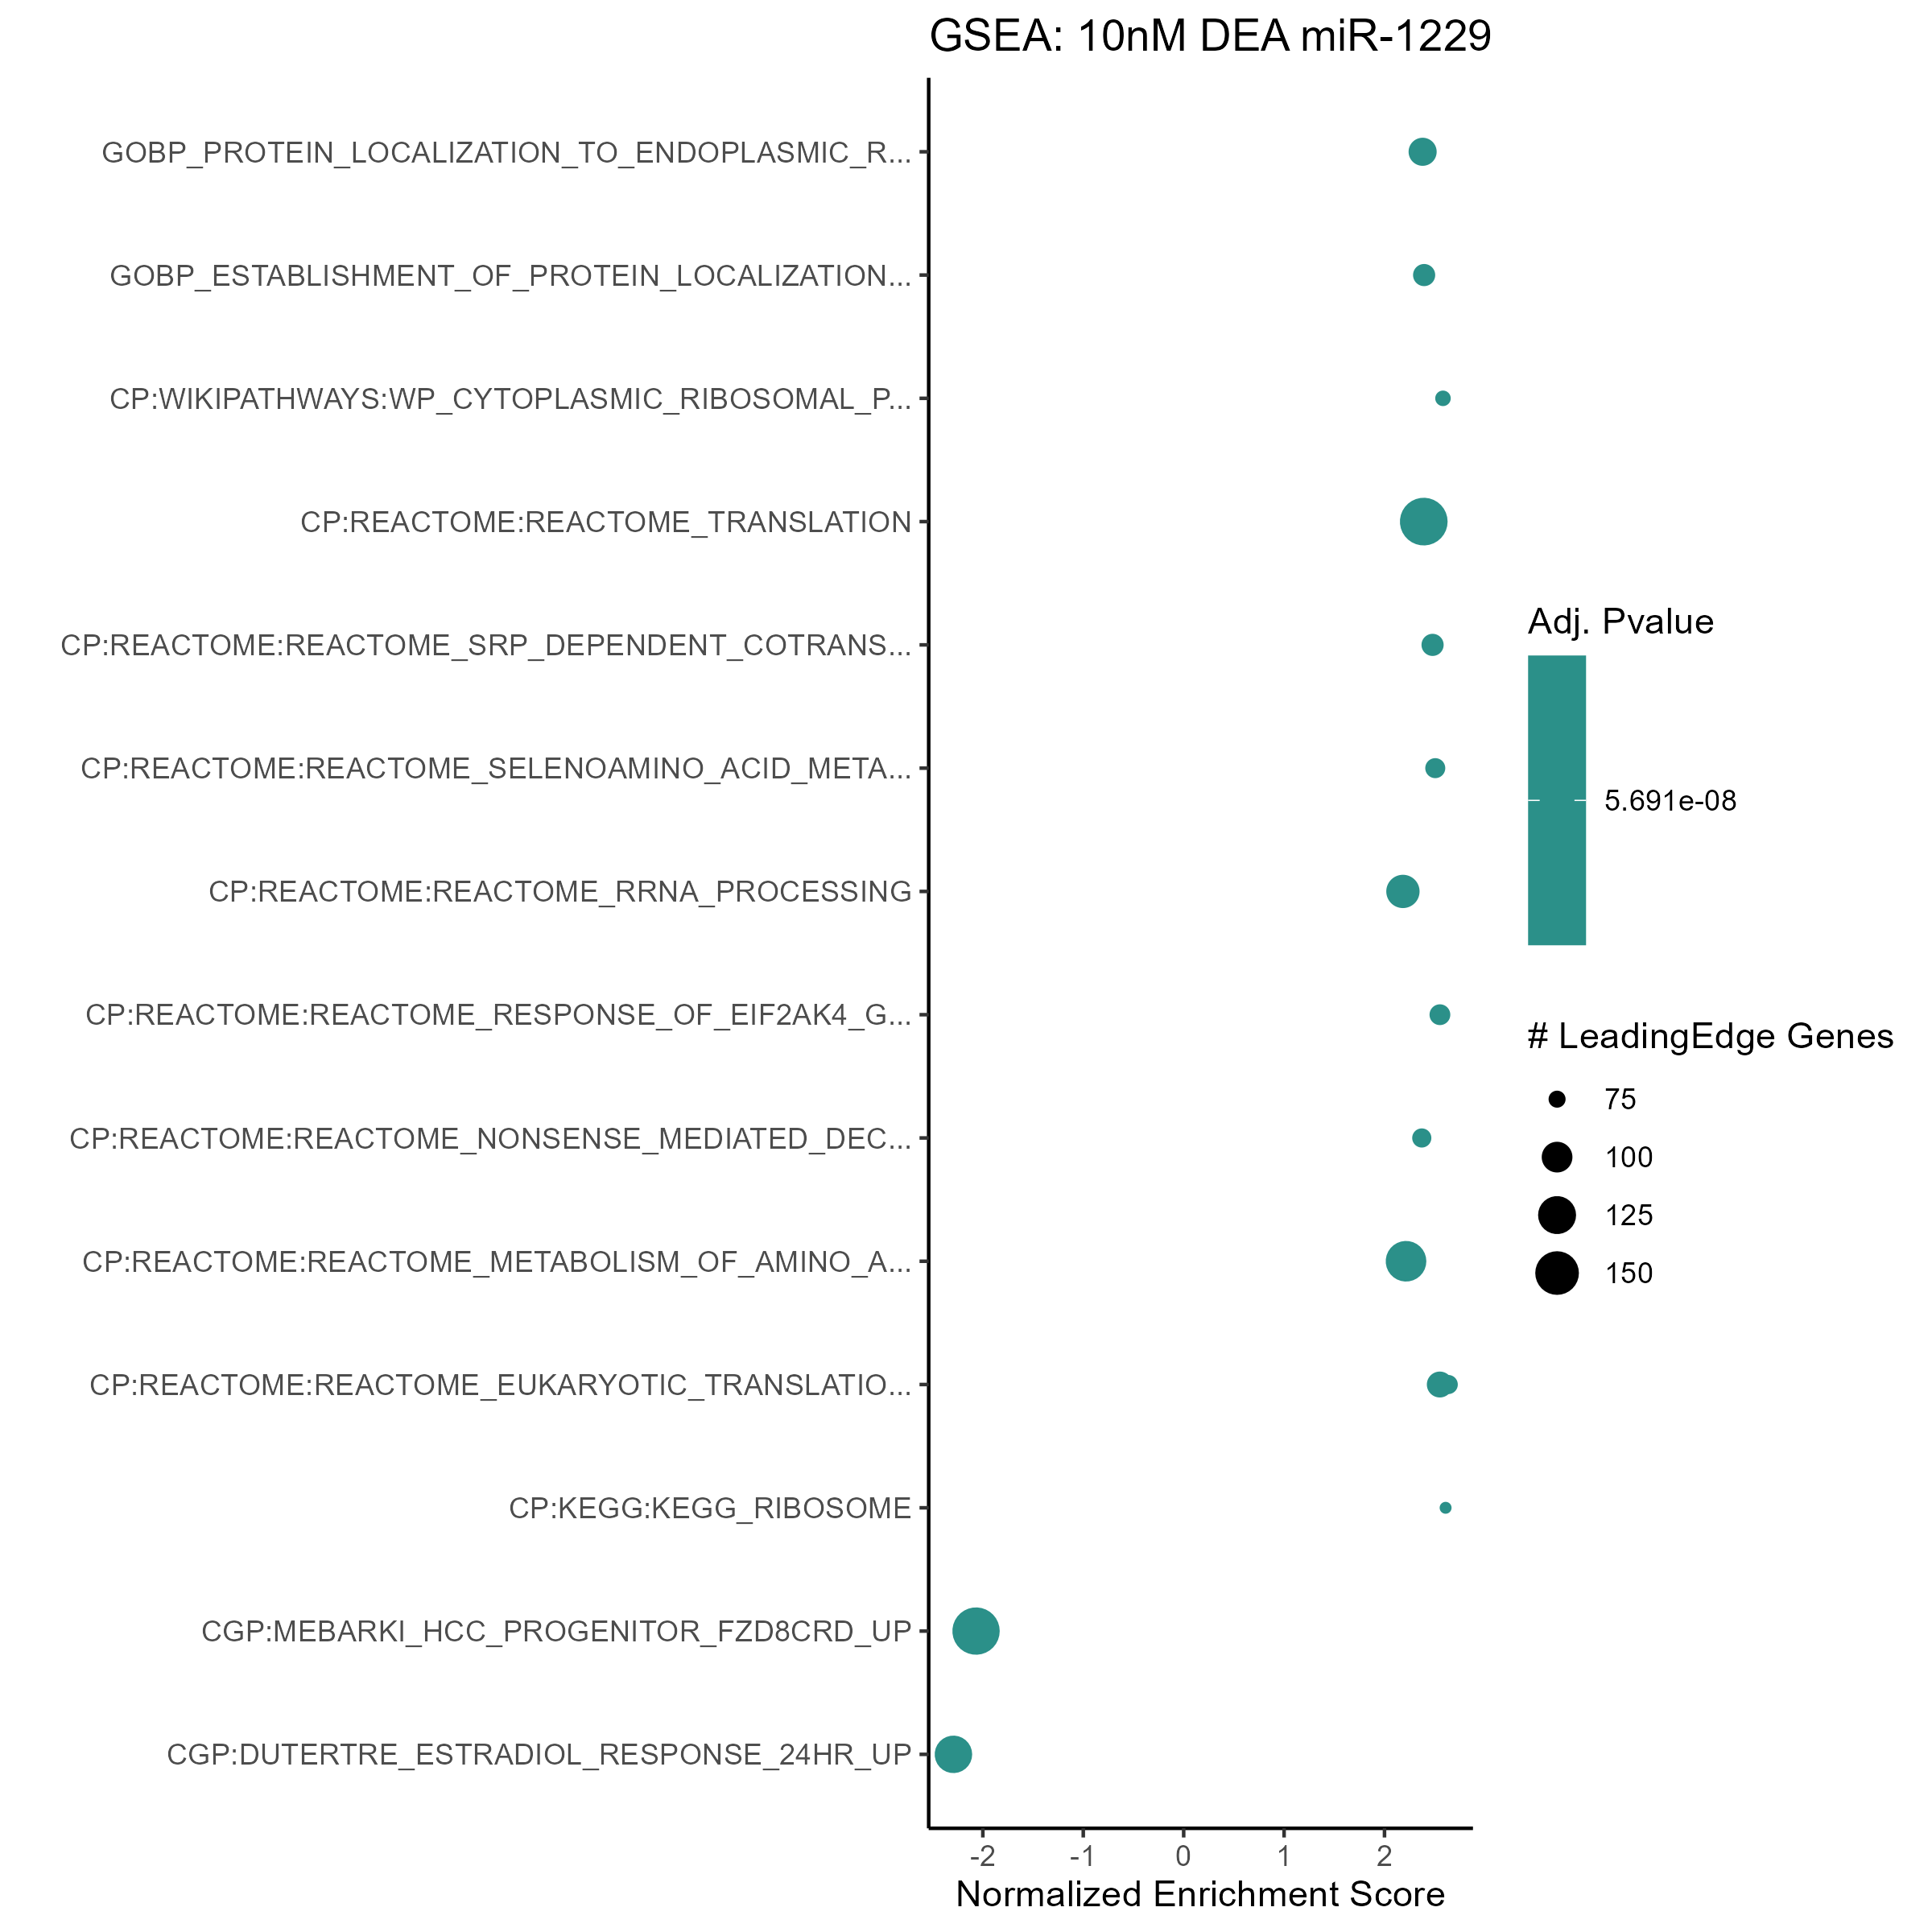 GSEA: 10nM DEA miR-1229
GOBP_PROTEIN_LOCALIZATION_TO_ENDOPLASMIC_R...
GOBP_ESTABLISHMENT_OF_PROTEIN_LOCALIZATION...
CP:WIKIPATHWAYS:WP_CYTOPLASMIC_RIBOSOMAL_P...
CP:REACTOME:REACTOME_TRANSLATION
CP:REACTOME:REACTOME_SRP_DEPENDENT_COTRANS...
CP:REACTOME:REACTOME_SELENOAMINO_ACID_META...
CP:REACTOME:REACTOME_RRNA_PROCESSING
CP:REACTOME:REACTOME_RESPONSE_OF_EIF2AK4_G...
CP:REACTOME:REACTOME_NONSENSE_MEDIATED_DEC...
CP:REACTOME:REACTOME_METABOLISM_OF_AMINO_A...
CP:REACTOME:REACTOME_EUKARYOTIC_TRANSLATIO...
CP:KEGG:KEGG_RIBOSOME
CGP:MEBARKI_HCC_PROGENITOR_FZD8CRD_UP
CGP:DUTERTRE_ESTRADIOL_RESPONSE_24HR_UP
-2 -1 0 1 2
Normalized Enrichment Score
Adj. Pvalue
5.691e-08
# LeadingEdge Genes
75
100
125
150